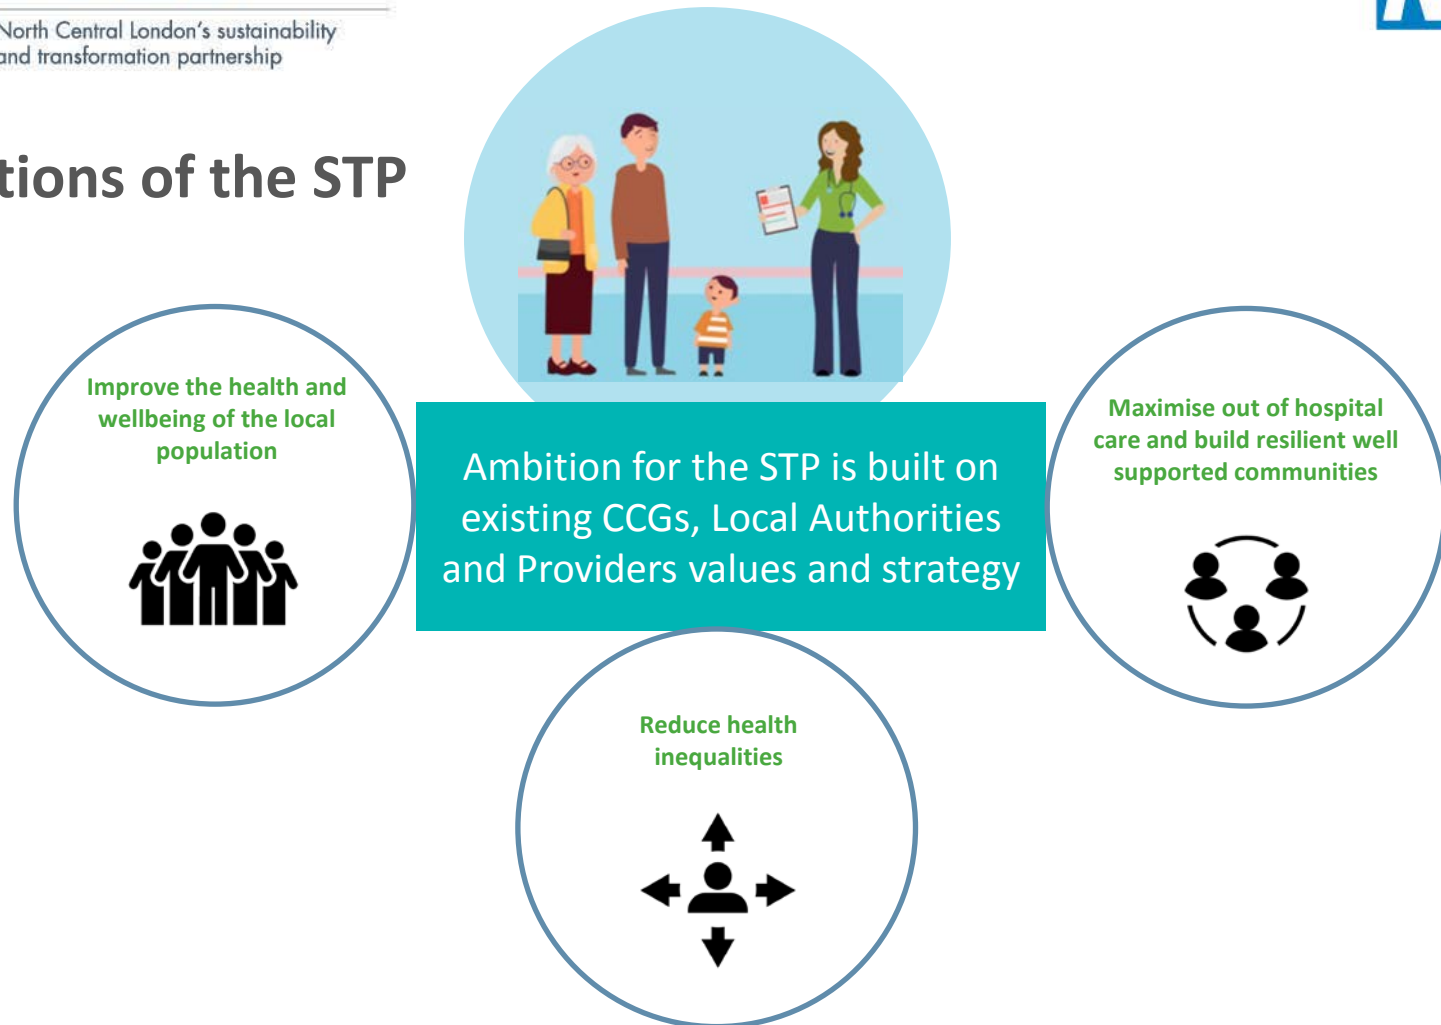 North Central London's sustainability
and transformation partnership
tions of the STP
Improve the health and
wellbeing of the local
population
Ambition for the STP is built on
existing CCGs, Local Authorities
and Providers values and strategy
Maximise out of hospital
care and build resilient well
supported communities
Reduce health
inequalities